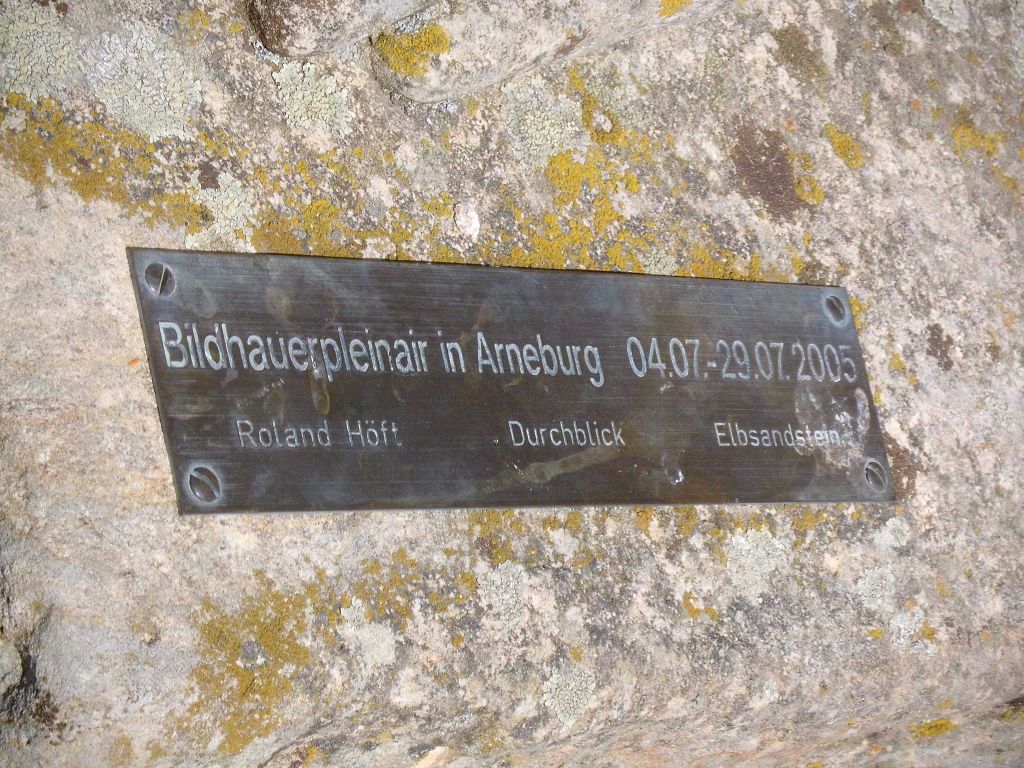 Bildhauerpleinair in Arneburg 04.07.-29.07.2005
Roland Höft Durchblick Elbsandstein